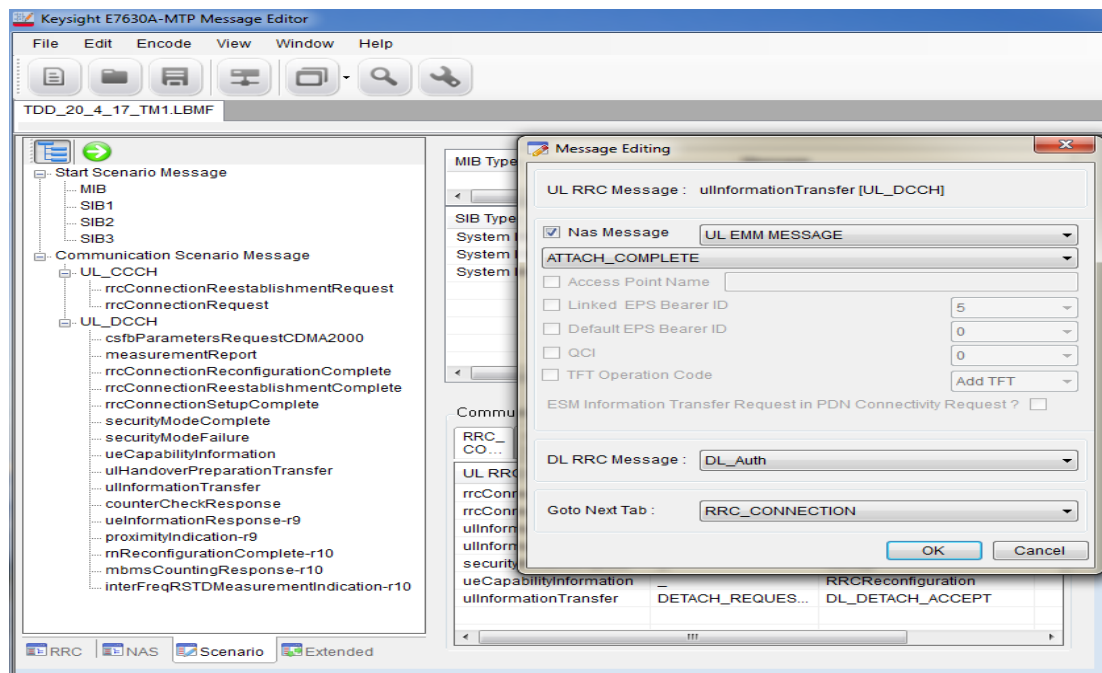 Keysight E7630A-MTP Message Editor
File Edit Encode View Window Help
TDD_20_4_17_TM1.LBMF
Start Scenario Message
MIB
SIB1
SIB2
SIB3
Communication Scenario Message
UL_CCCH
rrcConnectionReestablishmentRequest
rrcConnectionRequest
UL_DCCH
csfbParametersRequestCDMA2000
measurementReport
rrcConnectionReconfigurationComplete
rrcConnectionReestablishmentComplete
rrcConnectionSetupComplete
securityModeComplete
securityModeFailure
ueCapabilityInformation
ulHandoverPreparationTransfer
ulInformationTransfer
counterCheckResponse
ueInformationResponse-r9
proximityIndication-r9
rnReconfigurationComplete-r10
mbmsCountingResponse-r10
interFreqRSTDMeasurementIndication-r10
RRC NAS Scenario Extended
MIB Type
SIB Type
System
System
System
Commu
RRC_
CO...
UL RRC
rrcConn
rrcConn
ulInform
ulInform
security
ueCapabilityInformation _ RRCReconfiguration
ulInformationTransfer DETACH_REQUES... DL_DETACH_ACCEPT
Message Editing
UL RRC Message : ulInformationTransfer [UL_DCCH]
Nas Message UL EMM MESSAGE
ATTACH_COMPLETE
Access Point Name
Linked EPS Bearer ID 5
Default EPS Bearer ID 0
QCI 0
TFT Operation Code Add TFT
ESM Information Transfer Request in PDN Connectivity Request ?
DL RRC Message : DL_Auth
Goto Next Tab : RRC_CONNECTION
OK Cancel